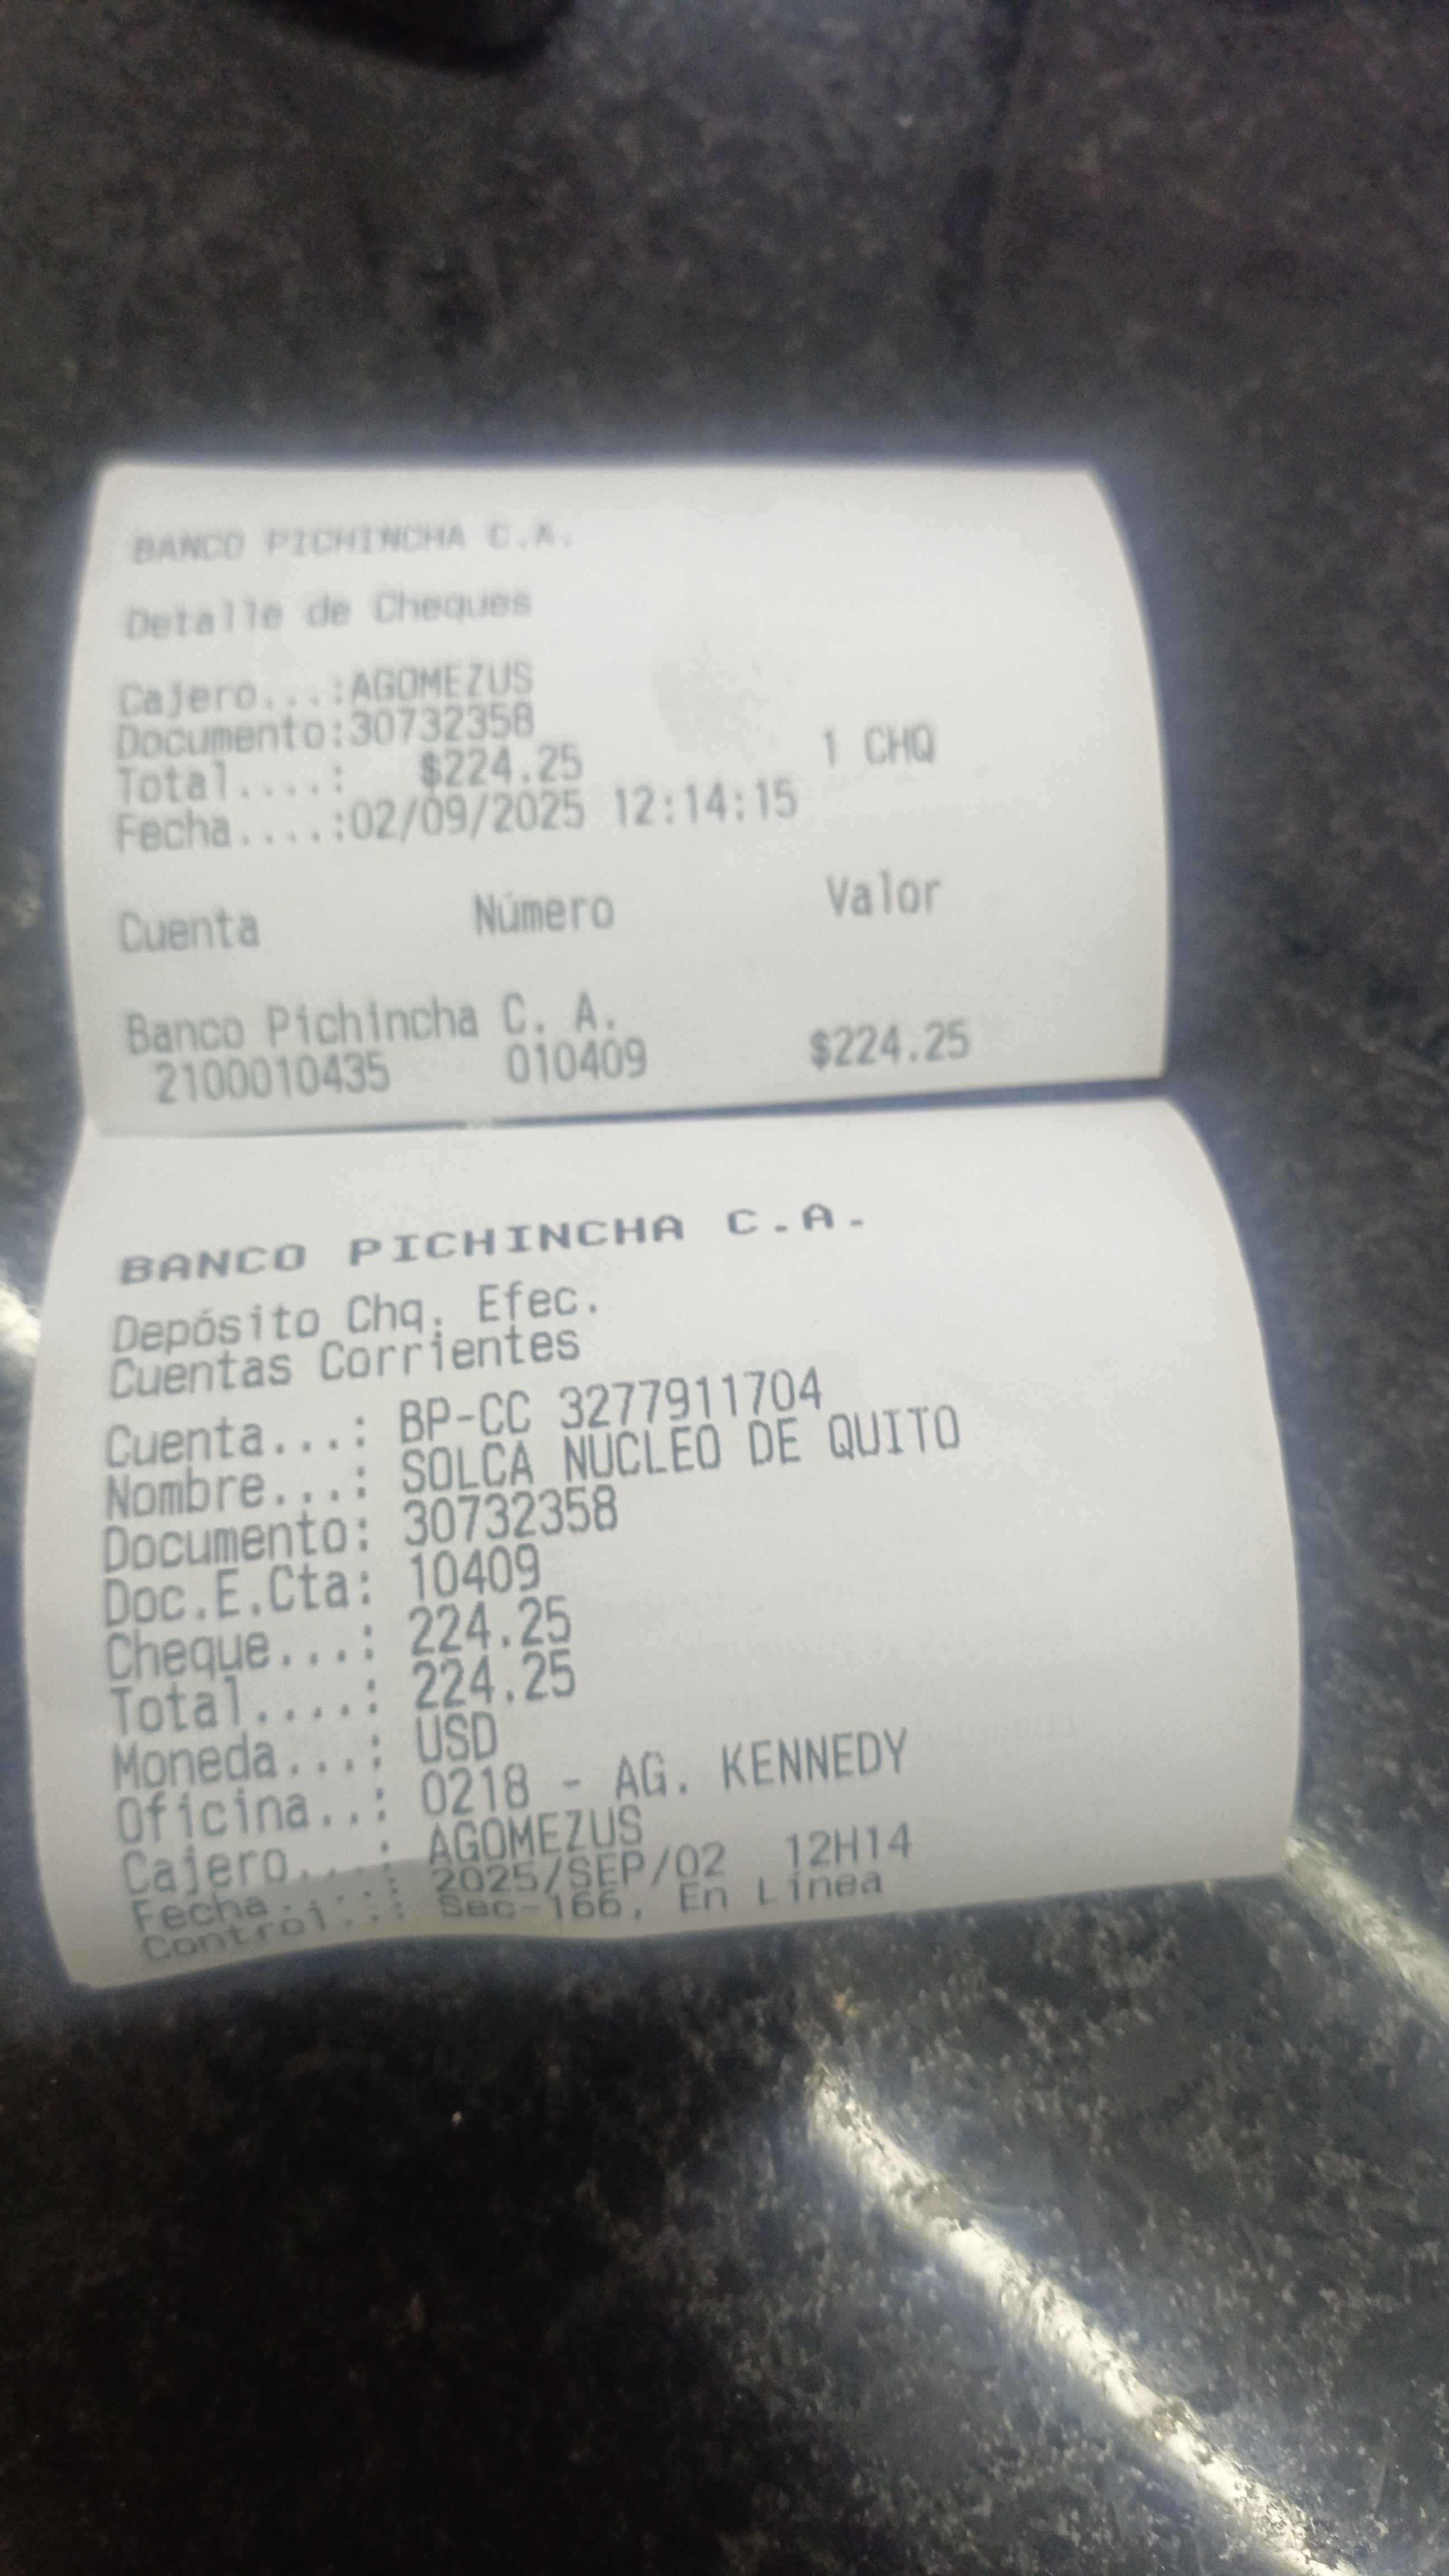 BANCO PICHINCHA C.A.
Detalle de Cheques
Cajero...:AGOMEZUS
Documento:30732358
Total....: $224.25 1 CHQ
Fecha....:02/09/2025 12:14:15
Cuenta Número Valor
Banco Pichincha C. A.
2100010435 010409 $224.25
BANCO PICHINCHA C.A.
Depósito Chq. Efec.
Cuentas Corrientes
Cuenta...: BP-CC 3277911704
Nombre...: SOLCA NUCLEO DE QUITO
Documento: 30732358
Doc.E.Cta: 10409
Cheque...: 224.25
Total....: 224.25
Moneda...: USD
Oficina..: 0218 - AG. KENNEDY
Cajero...: AGOMEZUS
Fecha....: 2025/SEP/02 12H14
Control..: Sec-166, En Línea